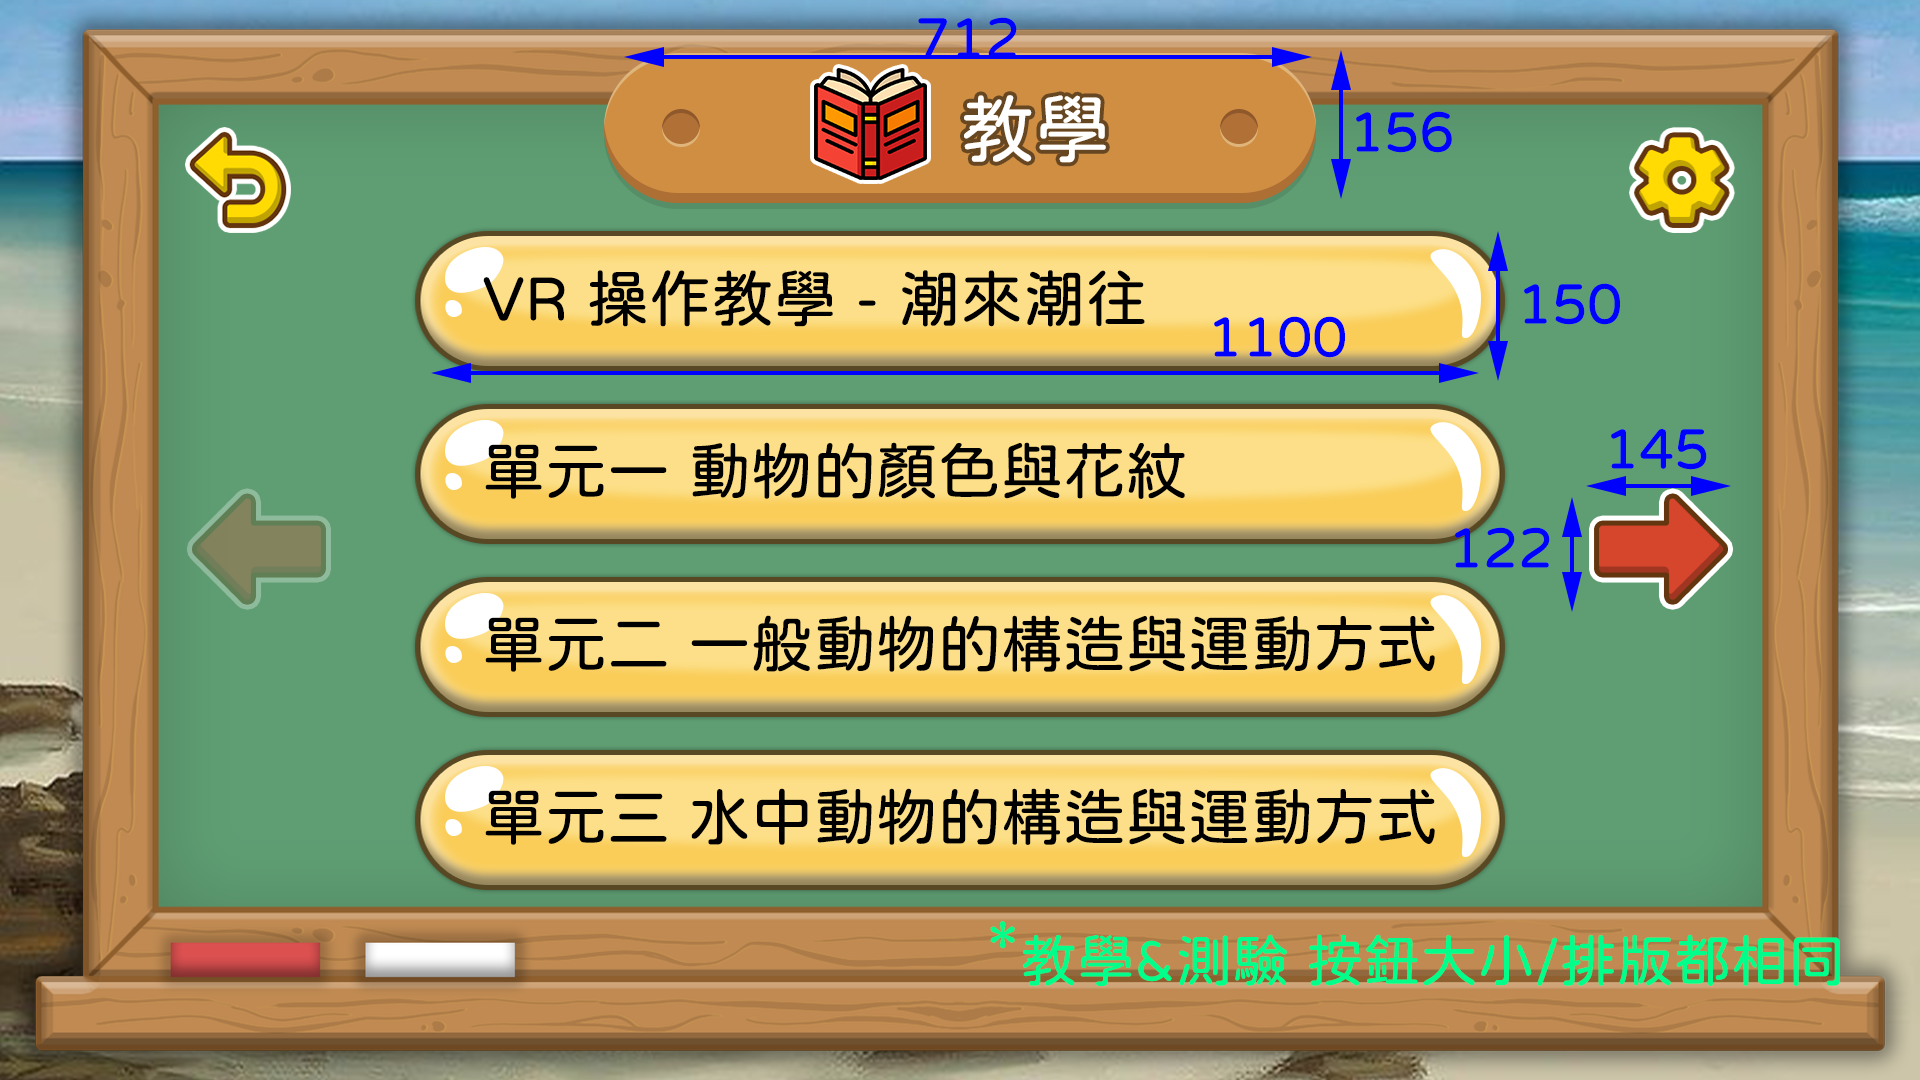 712
教學
156
VR 操作教學 - 潮來潮往
150
1100
單元一 動物的顏色與花紋
145
122
單元二 一般動物的構造與運動方式
單元三 水中動物的構造與運動方式
*教學&測驗 按鈕大小/排版都相同